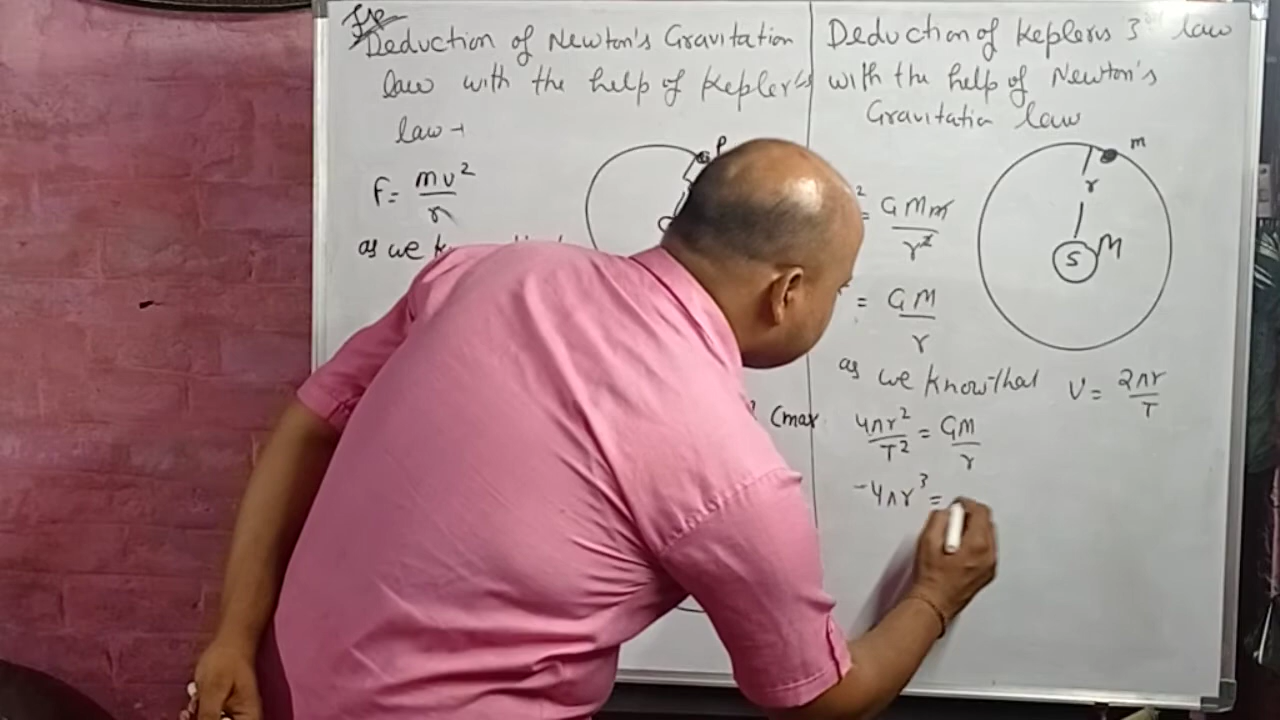 Deduction of Newton's Gravitation
law with the help of Kepler's
law →
F = mv²/r
as we
P
(max
Deduction of Kepler's 3rd law
with the help of Newton's
Gravitation law
m
r
S M
² = GMm/r²
= GM/r
as we know that V = 2πr/T
4πr²/T² = GM/r
-4πr³ =